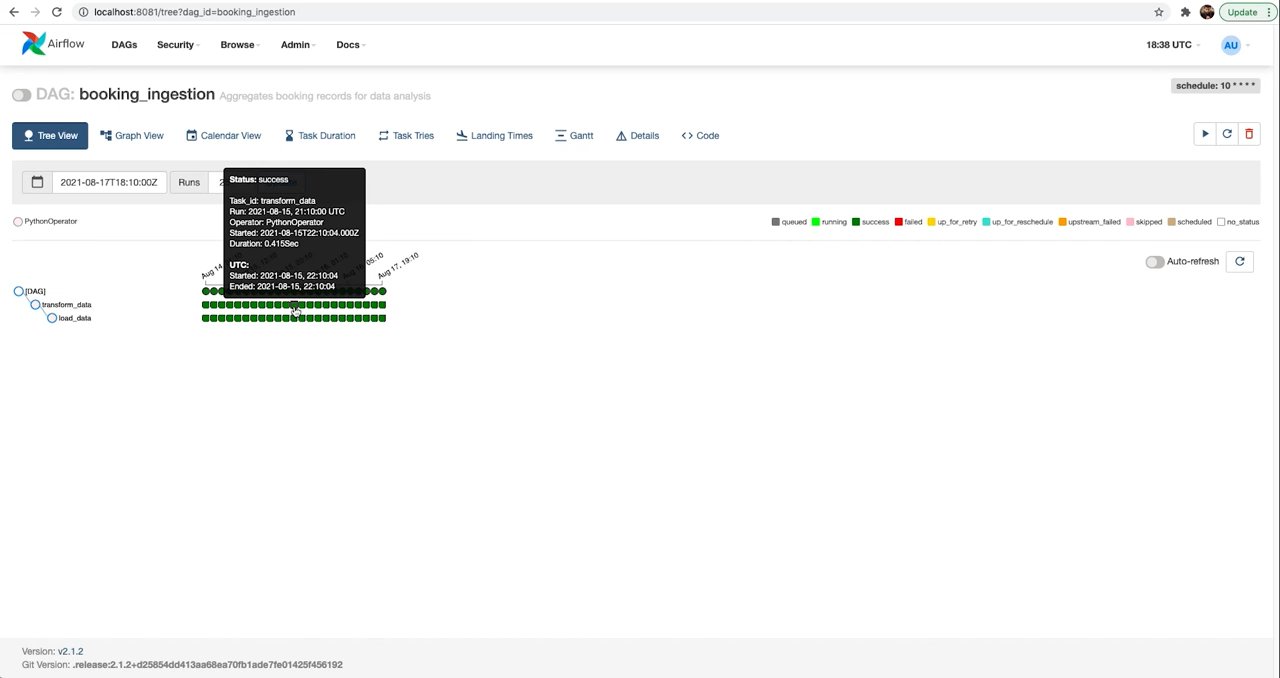 localhost:8081/tree?dag_id=booking_ingestion
Update
Airflow
DAGs
Security
Browse
Admin
Docs
18:38 UTC
AU
DAG: booking_ingestion Aggregates booking records for data analysis
schedule: 10 * * * *
Tree View
Graph View
Calendar View
Task Duration
Task Tries
Landing Times
Gantt
Details
Code
2021-08-17T18:10:00Z
Runs
Status: success
Task_id: transform_data
Run: 2021-08-15, 21:10:00 UTC
Operator: PythonOperator
Started: 2021-08-15T22:10:04.000Z
Duration: 0.415Sec
UTC:
Started: 2021-08-15, 22:10:04
Ended: 2021-08-15, 22:10:04
PythonOperator
queued
running
success
failed
up_for_retry
up_for_reschedule
upstream_failed
skipped
scheduled
no_status
Auto-refresh
Aug 14,
05:10
Aug 17, 19:10
[DAG]
transform_data
load_data
Version: v2.1.2
Git Version: .release:2.1.2+d25854dd413aa68ea70fb1ade7fe01425f456192